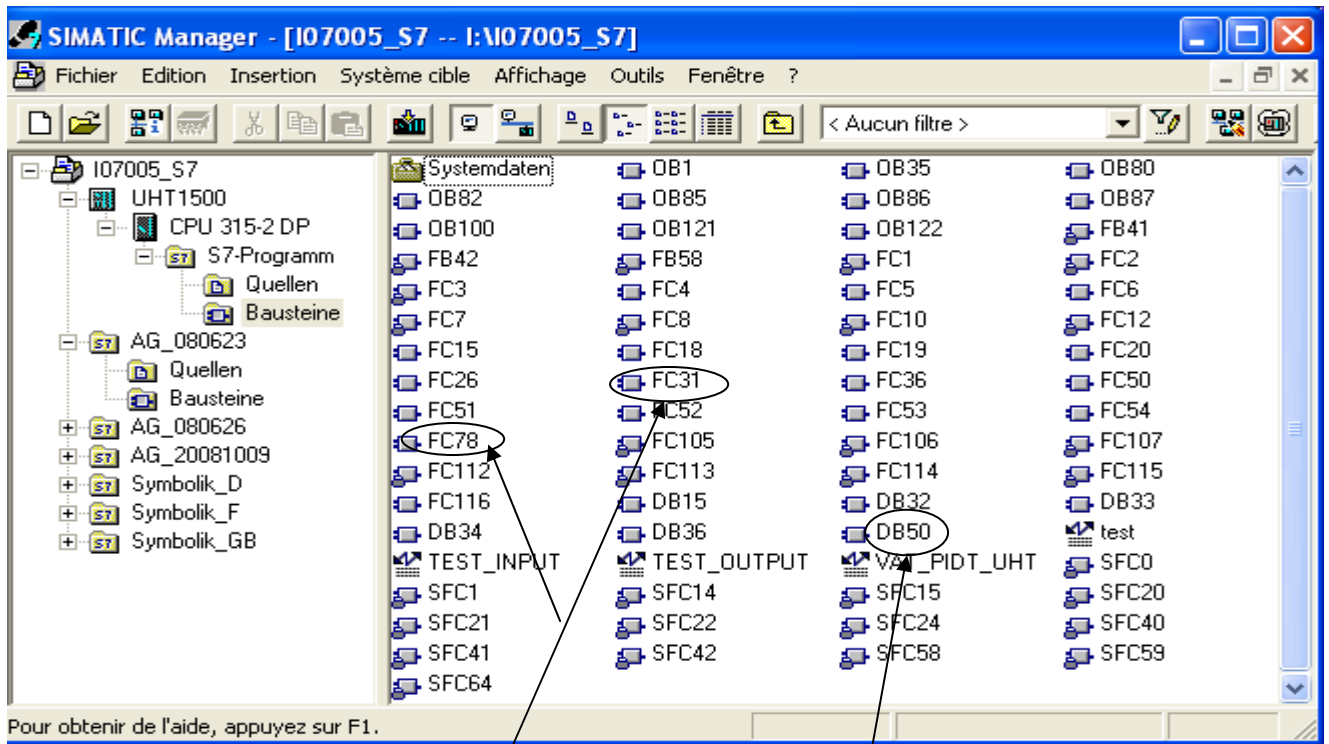 SIMATIC Manager - [I07005_S7 -- I:\I07005_S7]
Fichier Edition Insertion Système cible Affichage Outils Fenêtre ?
< Aucun filtre >
I07005_S7
UHT1500
CPU 315-2 DP
S7-Programm
Quellen
Bausteine
AG_080623
Quellen
Bausteine
AG_080626
AG_20081009
Symbolik_D
Symbolik_F
Symbolik_GB
Systemdaten OB1 OB35 OB80
OB82 OB85 OB86 OB87
OB100 OB121 OB122 FB41
FB42 FB58 FC1 FC2
FC3 FC4 FC5 FC6
FC7 FC8 FC10 FC12
FC15 FC18 FC19 FC20
FC26 FC31 FC36 FC50
FC51 FC52 FC53 FC54
FC78 FC105 FC106 FC107
FC112 FC113 FC114 FC115
FC116 DB15 DB32 DB33
DB34 DB36 DB50 test
TEST_INPUT TEST_OUTPUT VAT_PIDT_UHT SFC0
SFC1 SFC14 SFC15 SFC20
SFC21 SFC22 SFC24 SFC40
SFC41 SFC42 SFC58 SFC59
SFC64
Pour obtenir de l'aide, appuyez sur F1.